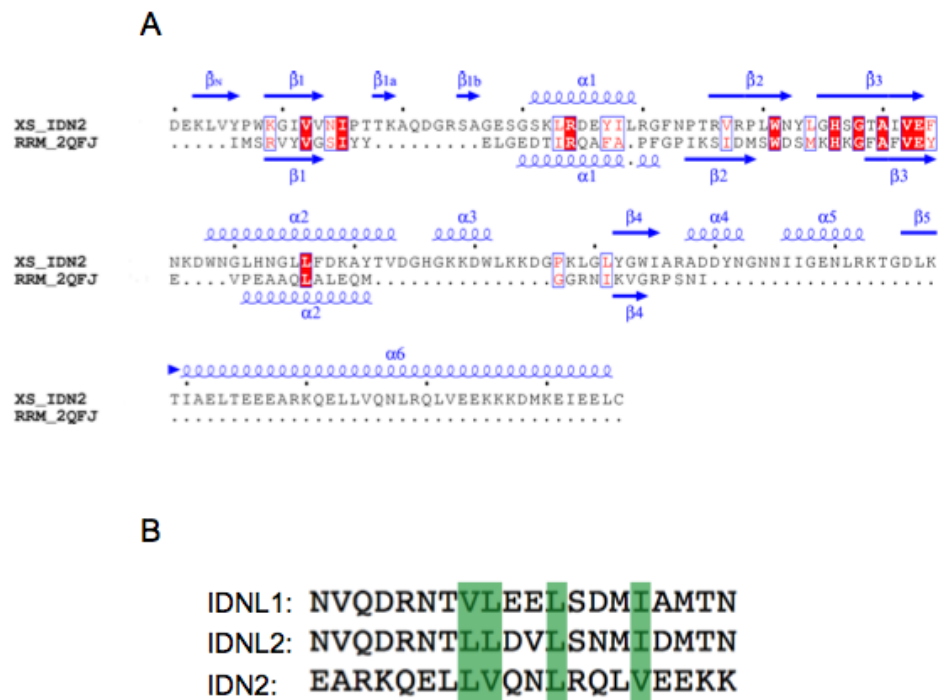 A
βN β1 β1a β1b α1 β2 β3
XS_IDN2 DEKLVYPWKGIVVNIPTTKAQDGRSAGESGSKLRDEYILRGFNPTRVRPLWNYLGHSGTAIVEF
RRM_2QFJ .....IMSRVYVGSIYY.........ELGEDTIRQAFA.PFGPIKSIDMSWDSMKHKGFAFVEY
β1 α1 β2 β3
α2 α3 β4 α4 α5 β5
XS_IDN2 NKDWNGLHNGLLFDKAYTVDGHGKKDWLKKDGPKLGLYGWIARADDYNGNNIIGENLRKTGDLK
RRM_2QFJ E....VPEAAQLALEQM...............GGRNIKVGRPSNI...................
α2 β4
α6
XS_IDN2 TIAELTEEEARKQELLVQNLRQLVEEKKKDMKEIEELC
RRM_2QFJ ......................................
B
IDNL1: NVQDRNTVLEELSDMIAMTN
IDNL2: NVQDRNTLLDVLSNMIDMTN
IDN2: EARKQELLVQNLRQLVEEKK